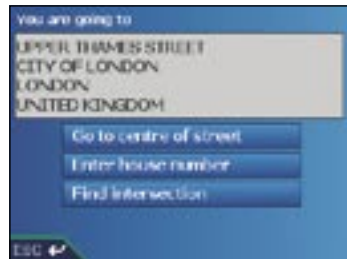 You are going to
UPPER THAMES STREET
CITY OF LONDON
LONDON
UNITED KINGDOM
Go to centre of street
Enter house number
Find intersection
ESC